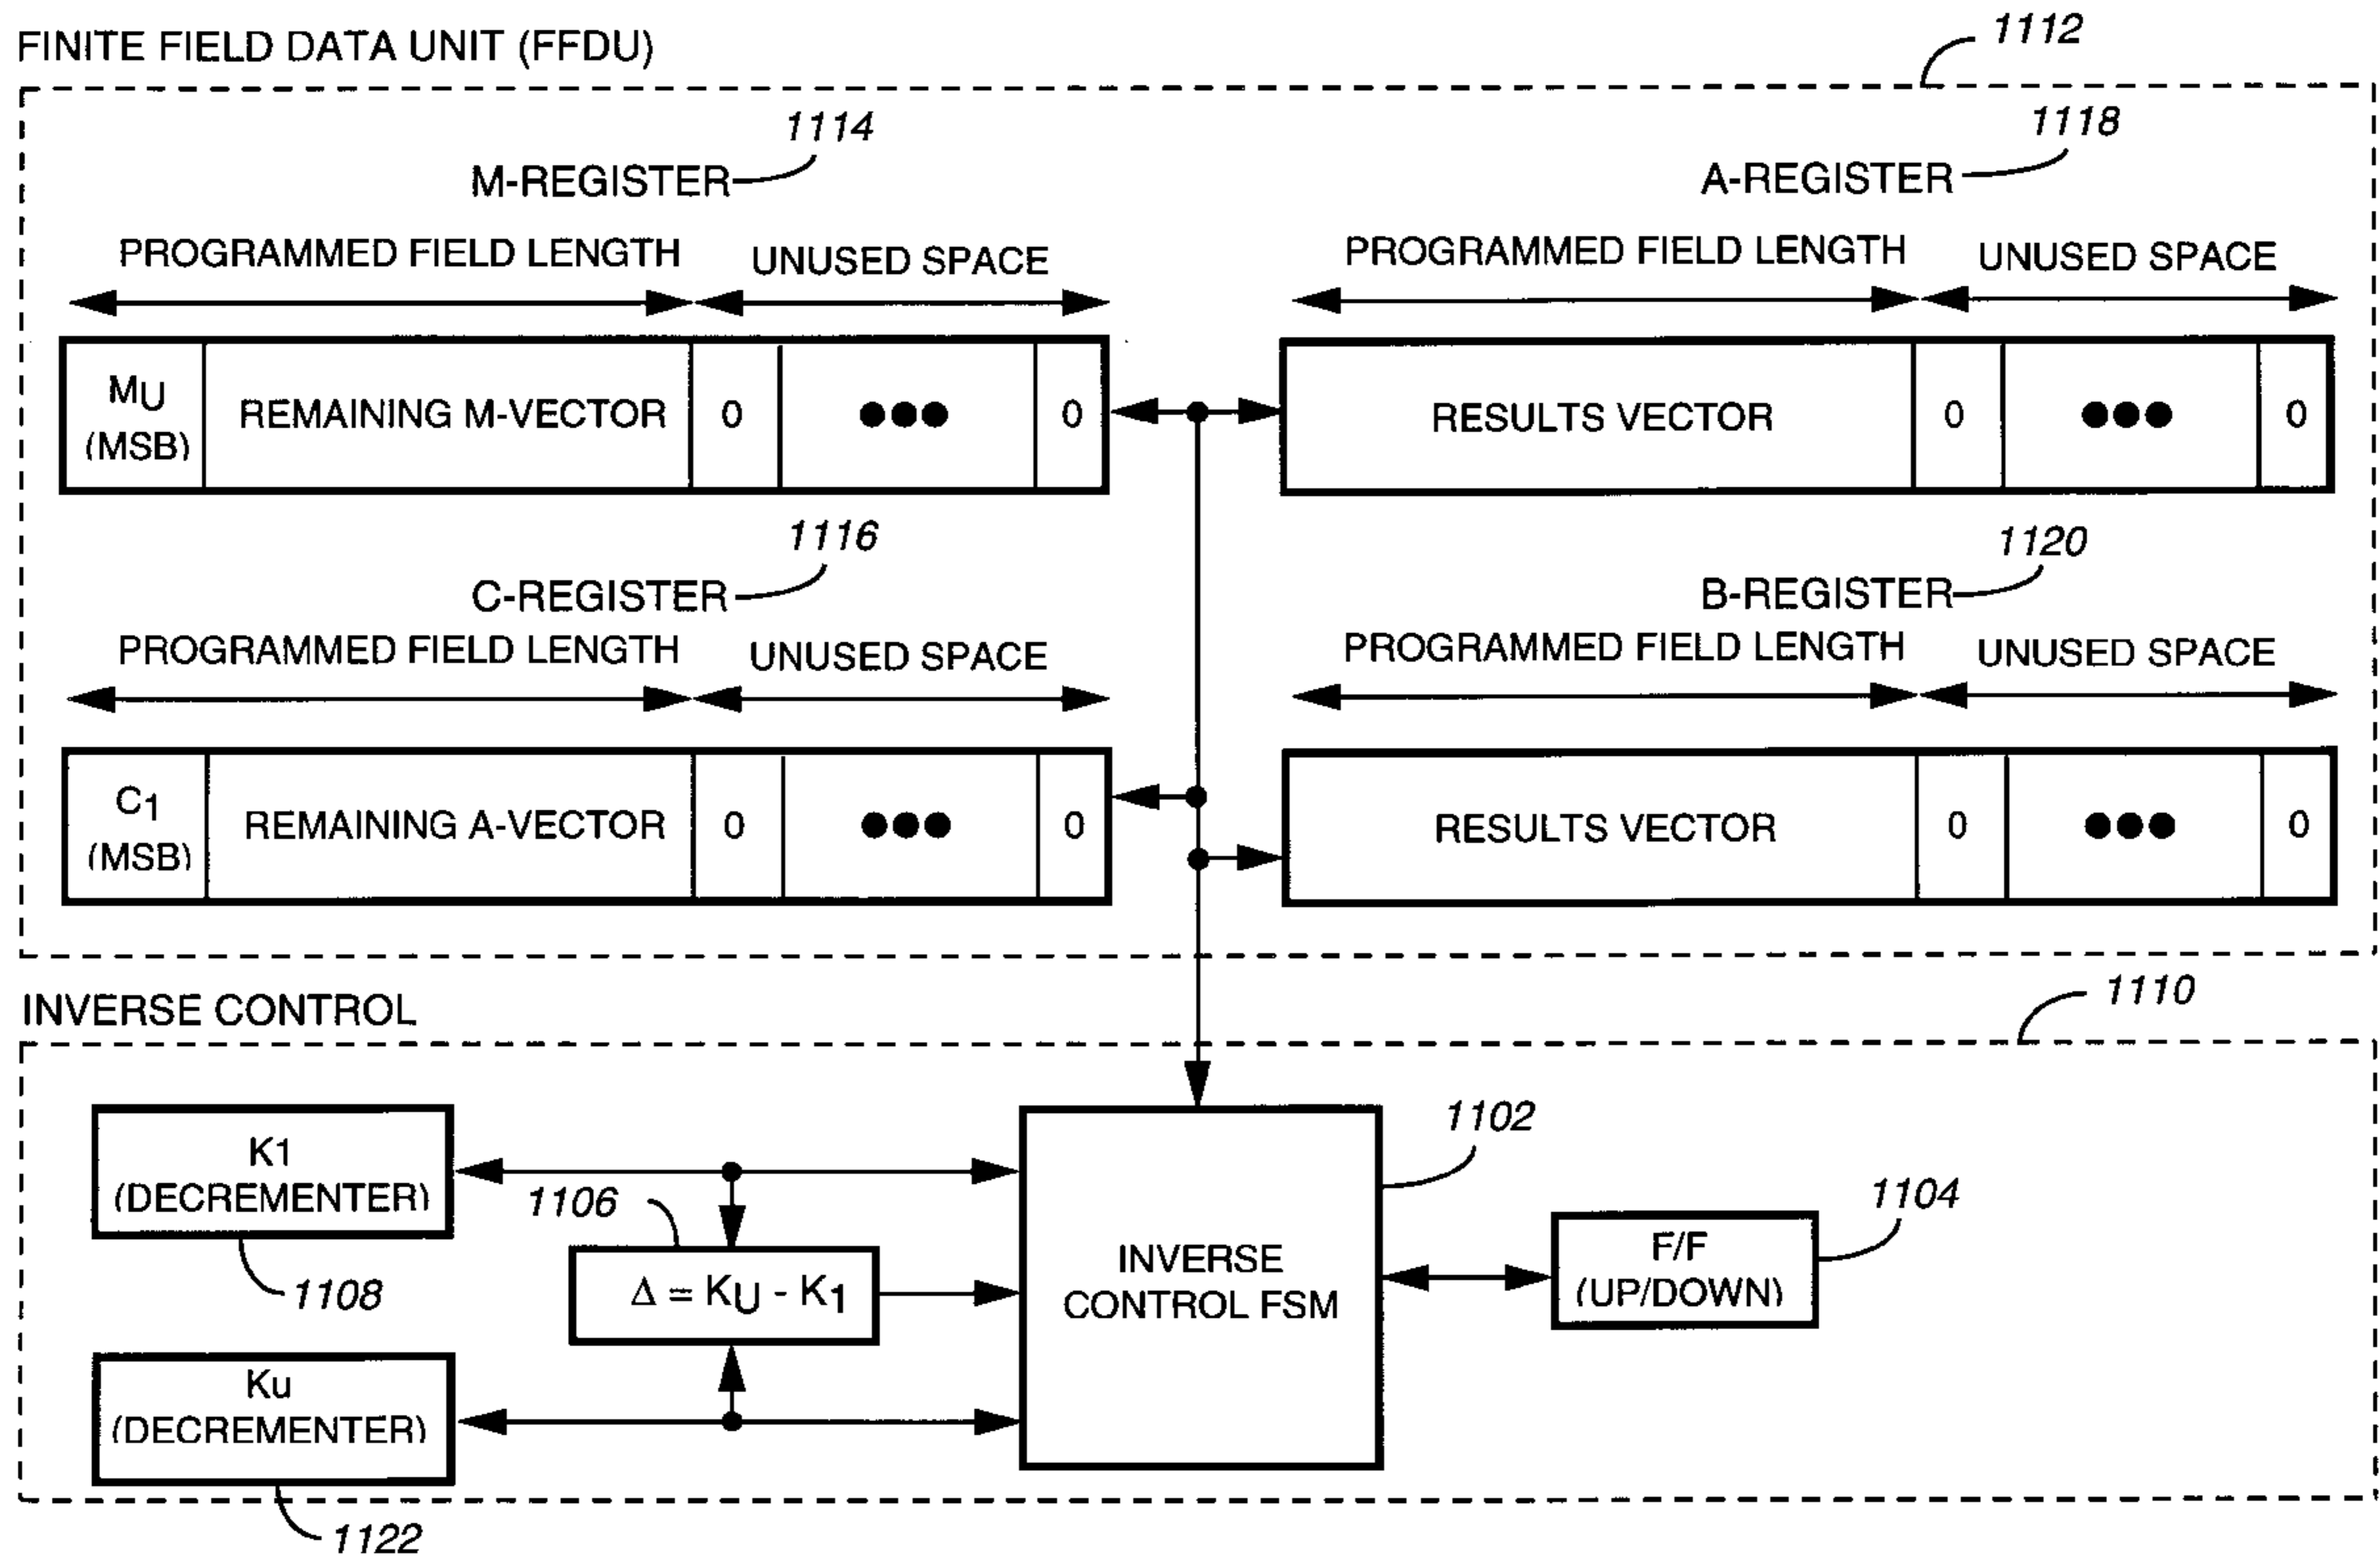 FINITE FIELD DATA UNIT (FFDU)
1112
1114
M-REGISTER
1118
A-REGISTER
PROGRAMMED FIELD LENGTH
UNUSED SPACE
PROGRAMMED FIELD LENGTH
UNUSED SPACE
MU
(MSB)
REMAINING M-VECTOR
0
●●●
0
RESULTS VECTOR
0
●●●
0
1116
C-REGISTER
1120
B-REGISTER
PROGRAMMED FIELD LENGTH
UNUSED SPACE
PROGRAMMED FIELD LENGTH
UNUSED SPACE
C1
(MSB)
REMAINING A-VECTOR
0
●●●
0
RESULTS VECTOR
0
●●●
0
INVERSE CONTROL
1110
K1
(DECREMENTER)
1108
1106
Δ = KU - K1
Ku
(DECREMENTER)
1122
INVERSE
CONTROL FSM
1102
F/F
(UP/DOWN)
1104